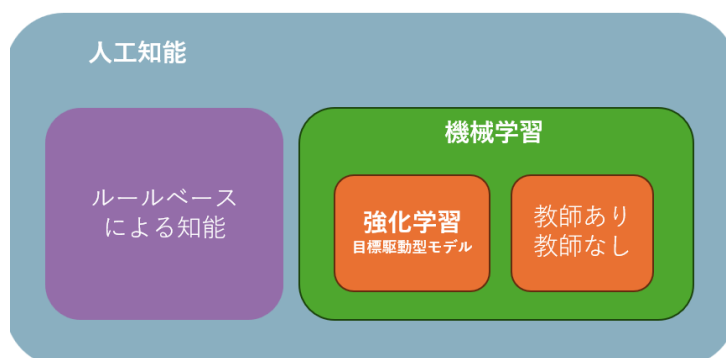 人工知能
ルールベース
による知能
機械学習
強化学習
目標駆動型モデル
教師あり
教師なし